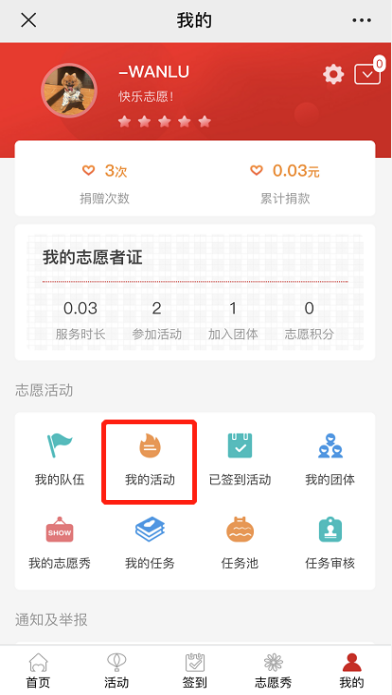 我的
-WANLU
0
快乐志愿!
3次
0.03元
捐赠次数
累计捐款
我的志愿者证
0.03
2
1
0
服务时长
参加活动
加入团体
志愿积分
志愿活动
我的队伍
我的活动
已签到活动
我的团体
SHOW
我的志愿秀
我的任务
任务池
任务审核
通知及举报
首页
活动
签到
志愿秀
我的